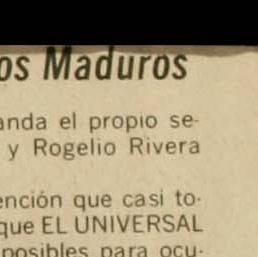 os Maduros
anda el propio se-
y Rogelio Rivera
ención que casi to-
que EL UNIVERSAL
posibles para ocu-